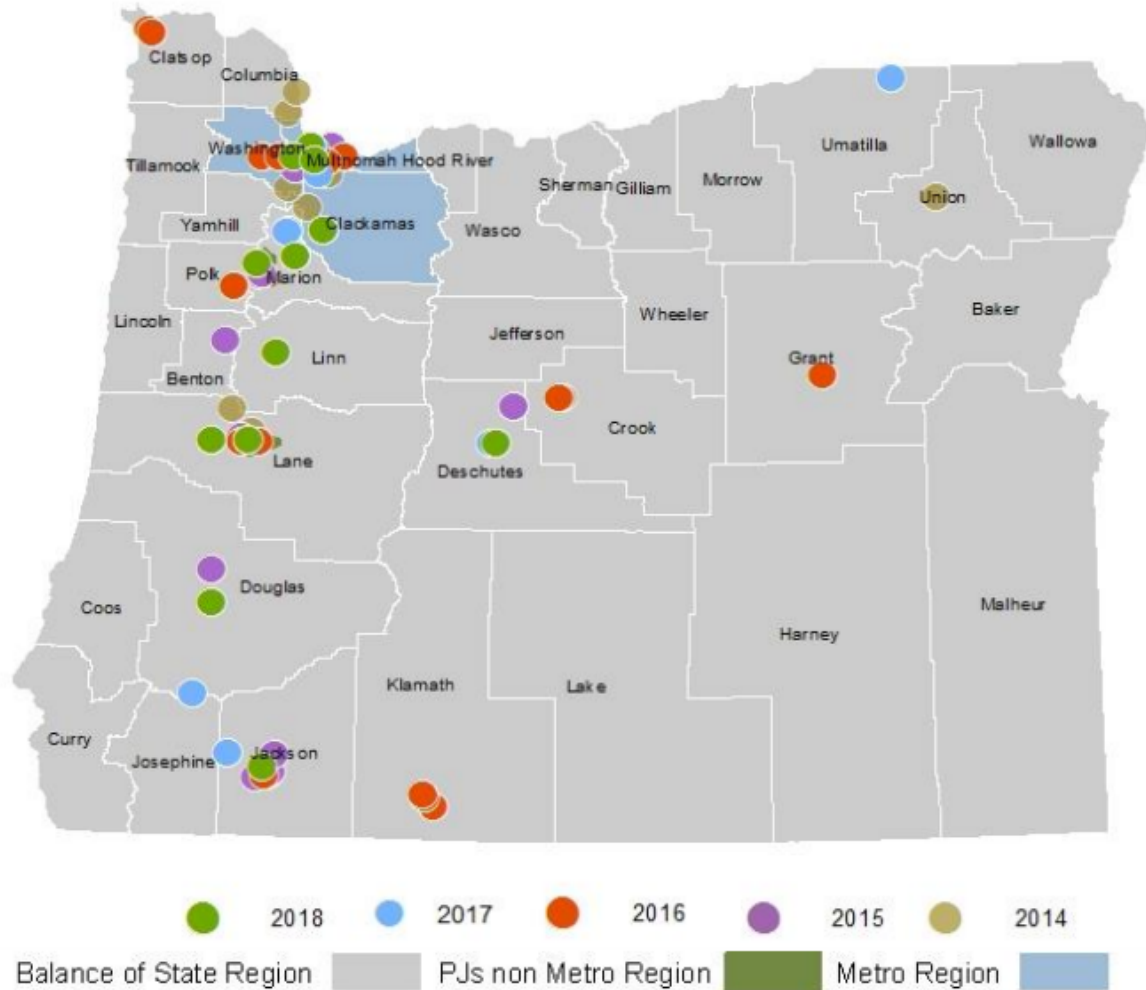 Clatsop
Columbia
Washington
Tillamook
Multnomah Hood River
Umatilla
Wallowa
Sherman
Gilliam
Morrow
Union
Yamhill
Clackamas
Wasco
Polk
Marion
Lincoln
Jefferson
Wheeler
Baker
Linn
Grant
Benton
Crook
Lane
Deschutes
Douglas
Coos
Malheur
Harney
Klamath
Lake
Curry
Josephine
Jackson
2018 2017 2016 2015 2014
Balance of State Region PJs non Metro Region Metro Region